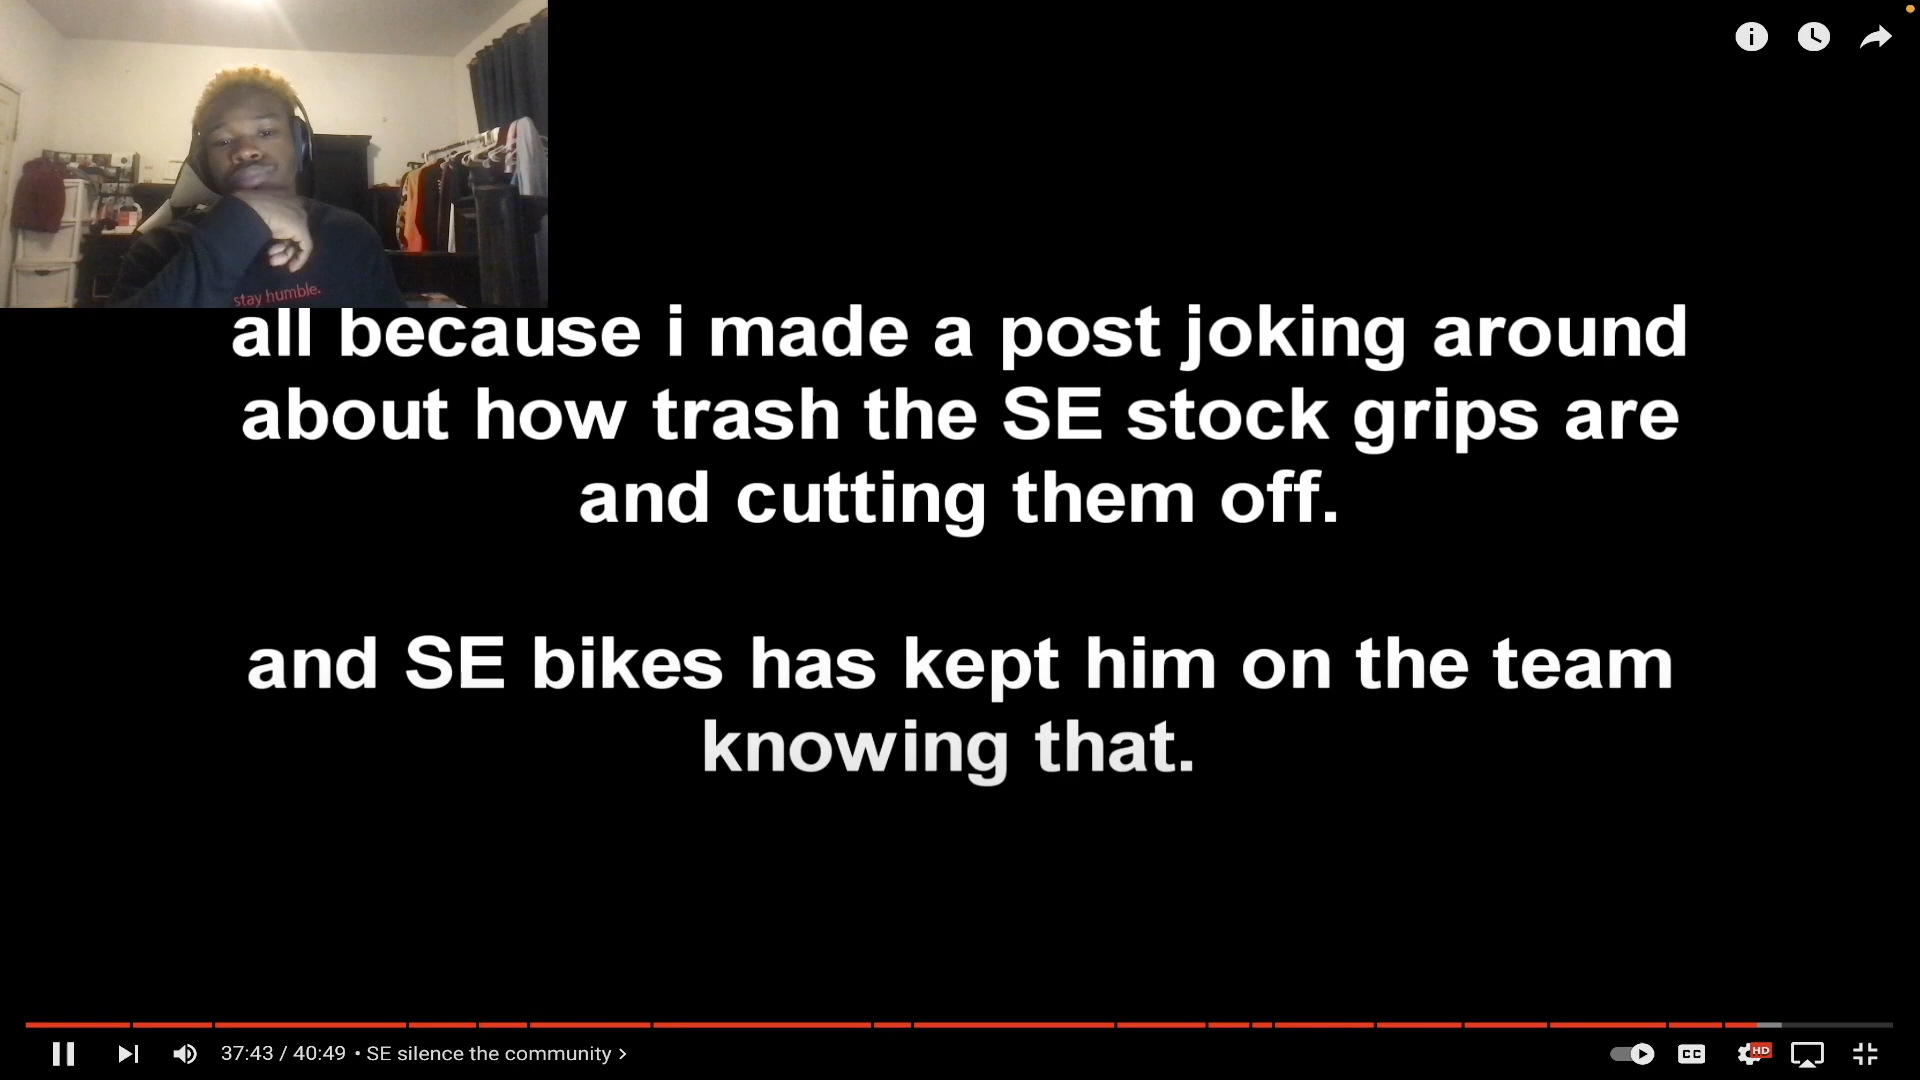 stay humble.
all because i made a post joking around
about how trash the SE stock grips are
and cutting them off.
and SE bikes has kept him on the team
knowing that.
37:43 / 40:49 • SE silence the community >
CC
HD